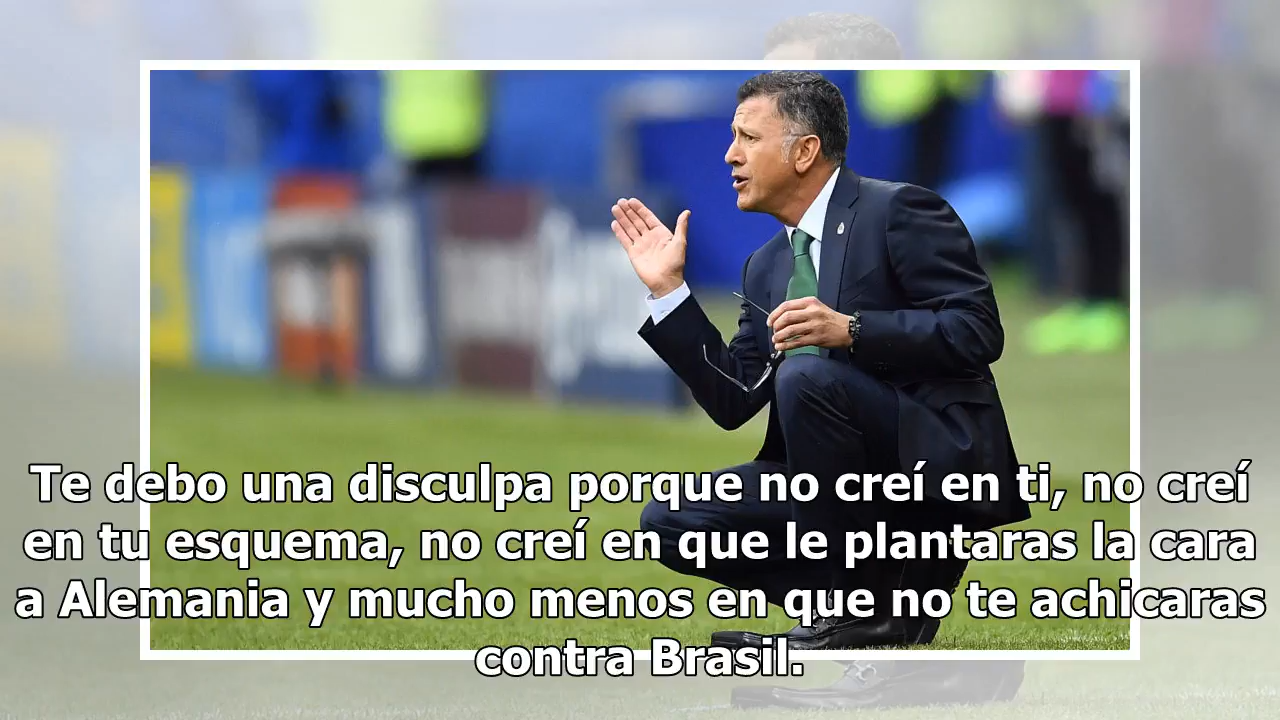 Te debo una disculpa porque no creí en ti, no creí
en tu esquema, no creí en que le plantaras la cara
a Alemania y mucho menos en que no te achicaras
contra Brasil.